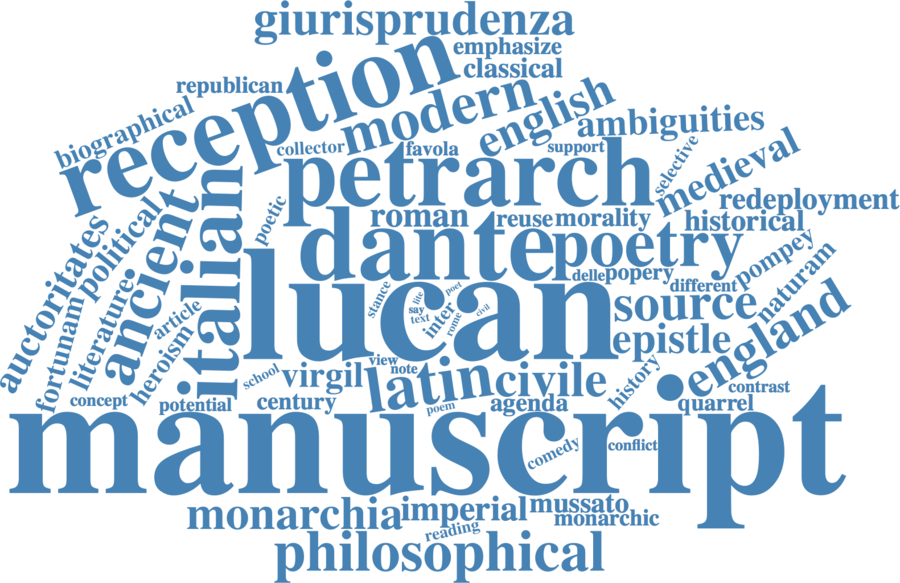 giurisprudenza
emphasize
classical
republican
reception
modern
english
biographical
collector
favola
support
ambiguities
selective
medieval
petrarch
redeployment
italian
ancient
political
auctoritates
poetic
roman
reuse
morality
historical
dante
poetry
delle
popery
different
pompey
naturam
lucan
stance
lite
say
text
inter
poet
rome
civil
source
epistle
england
fortunam
literature
article
heroism
concept
potential
school
virgil
view
note
latin
civile
history
contrast
century
poem
agenda
quarrel
manuscript
comedy
conflict
monarchia
imperial
mussato
monarchic
reading
philosophical